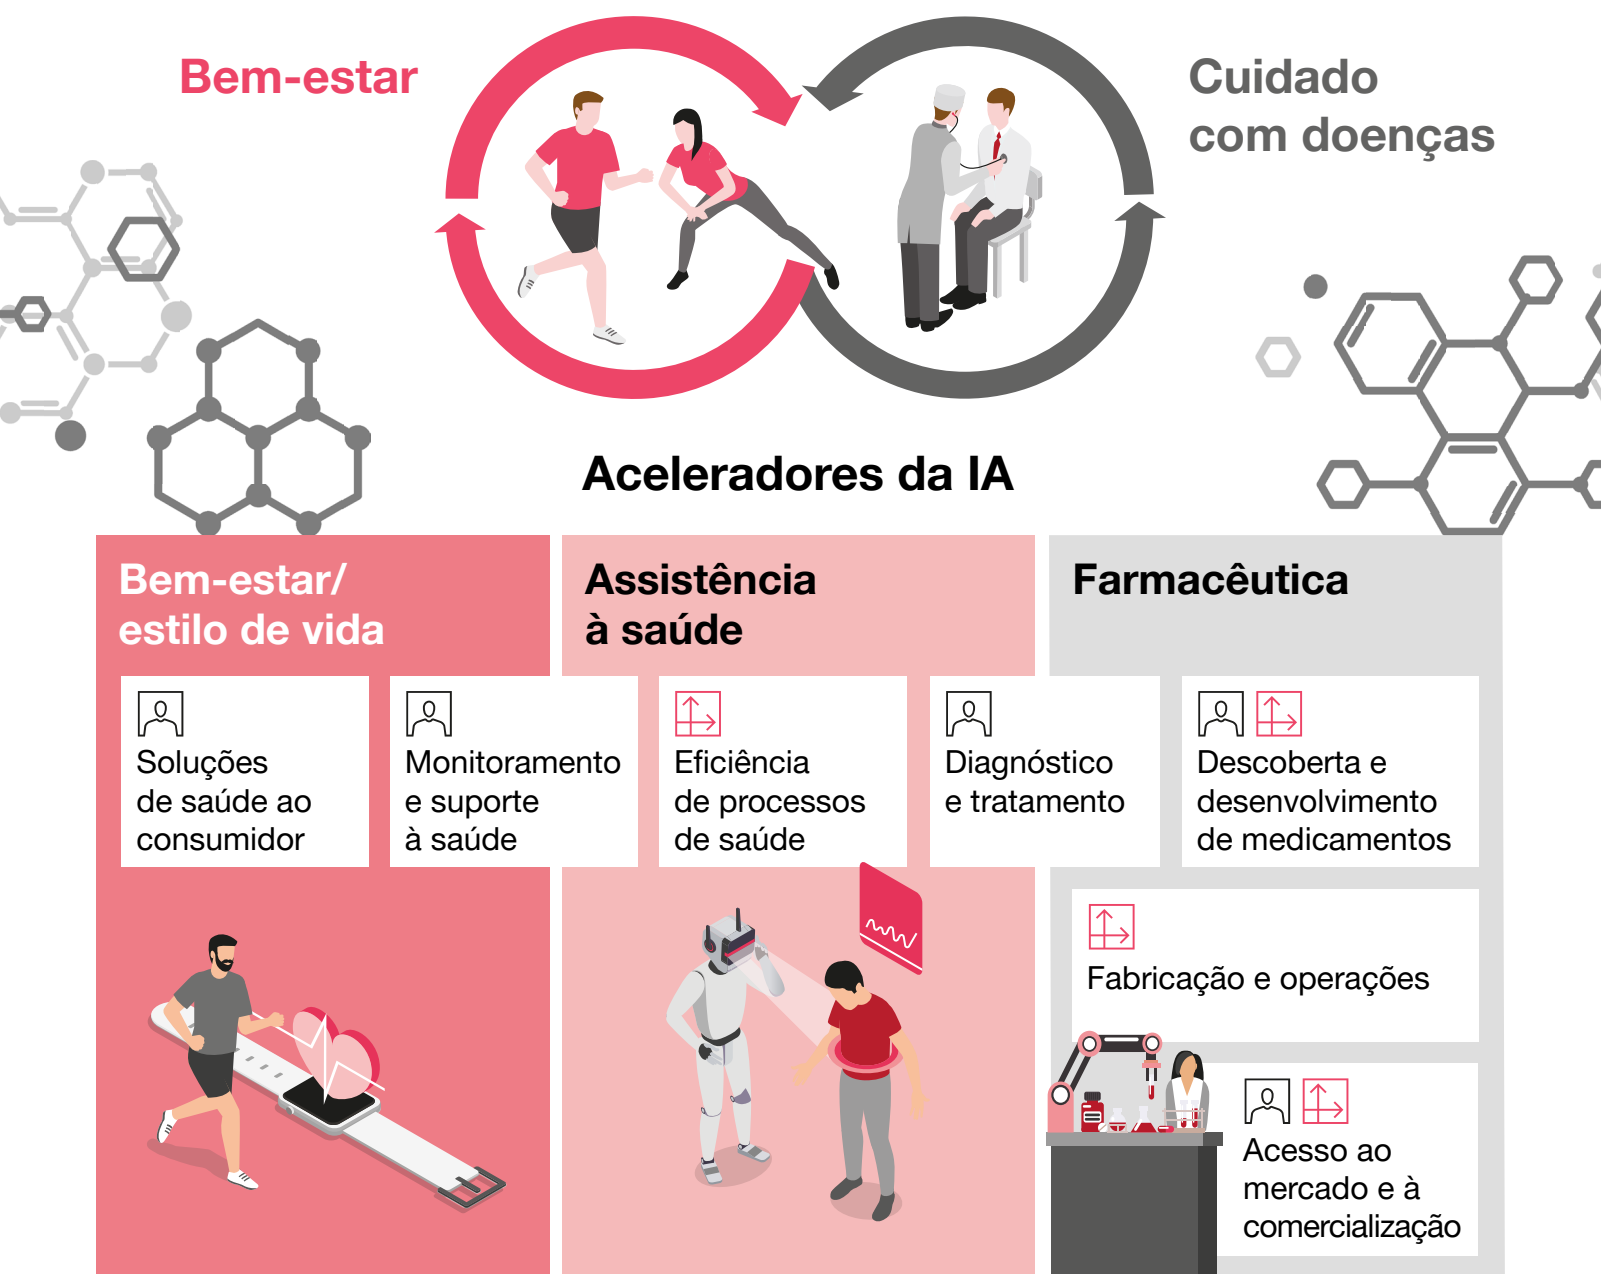 Bem-estar
Cuidado
com doenças
Aceleradores da IA
Bem-estar/
estilo de vida
Assistência
à saúde
Farmacêutica
Soluções
de saúde ao
consumidor
Monitoramento
e suporte
à saúde
Eficiência
de processos
de saúde
Diagnóstico
e tratamento
Descoberta e
desenvolvimento
de medicamentos
Fabricação e operações
Acesso ao
mercado e à
comercialização